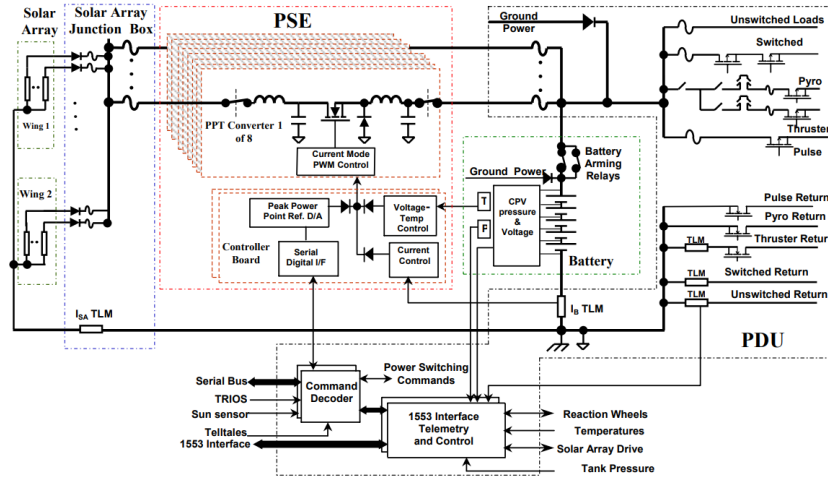 Solar
Array
Solar Array
Junction Box
PSE
Ground
Power
Unswitched Loads
Switched
Pyro
Thruster
Pulse
Wing 1
PPT Converter 1
of 8
Current Mode
PWM Control
Battery
Arming
Relays
Ground Power
Wing 2
Peak Power
Point Ref. D/A
Voltage-
Temp Control
T
P
CPV
pressure
&
Voltage
Controller
Board
Serial
Digital I/F
Current
Control
Battery
Pulse Return
Pyro Return
Thruster Return
TLM
Switched Return
TLM
Unswitched Return
TLM
ISA TLM
IB TLM
PDU
Serial Bus
TRIOS
Sun sensor
Telltales
1553 Interface
Command
Decoder
Power Switching
Commands
1553 Interface
Telemetry
and Control
Reaction Wheels
Temperatures
Solar Array Drive
Tank Pressure